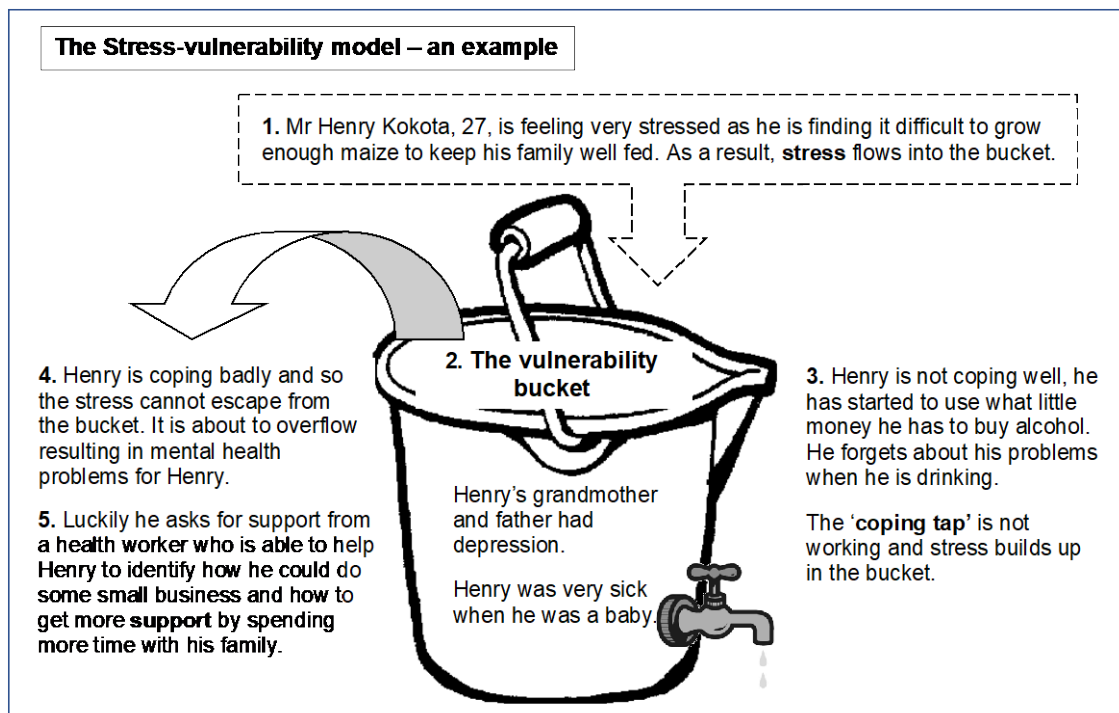 The Stress-vulnerability model – an example
1. Mr Henry Kokota, 27, is feeling very stressed as he is finding it difficult to grow
enough maize to keep his family well fed. As a result, stress flows into the bucket.
2. The vulnerability
bucket
Henry's grandmother
and father had
depression.
Henry was very sick
when he was a baby.
3. Henry is not coping well, he
has started to use what little
money he has to buy alcohol.
He forgets about his problems
when he is drinking.
The 'coping tap' is not
working and stress builds up
in the bucket.
4. Henry is coping badly and so
the stress cannot escape from
the bucket. It is about to overflow
resulting in mental health
problems for Henry.
5. Luckily he asks for support from
a health worker who is able to help
Henry to identify how he could do
some small business and how to
get more support by spending
more time with his family.